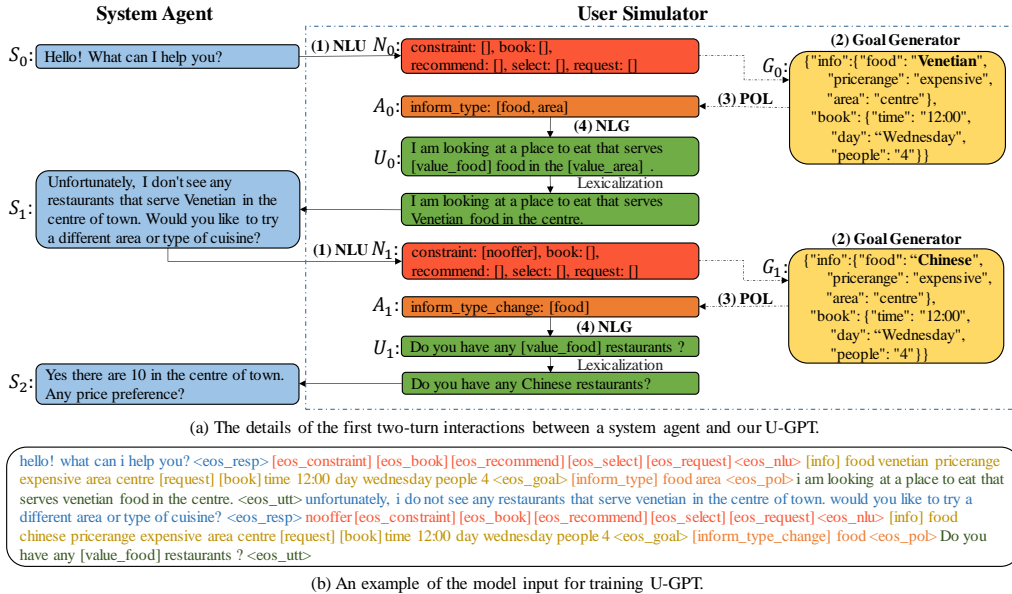 System Agent
User Simulator
S0:
Hello! What can I help you?
(1) NLU
N0:
constraint: [], book: [],
recommend: [], select: [], request: []
(2) Goal Generator
G0:
{"info":{"food": "Venetian",
"pricerange": "expensive",
"area": "centre"},
"book": {"time": "12:00",
"day": “Wednesday",
"people": "4"}}
(3) POL
A0:
inform_type: [food, area]
(4) NLG
U0:
I am looking at a place to eat that serves
[value_food] food in the [value_area] .
Lexicalization
I am looking at a place to eat that serves
Venetian food in the centre.
S1:
Unfortunately, I don't see any
restaurants that serve Venetian in the
centre of town. Would you like to try
a different area or type of cuisine?
(1) NLU
N1:
constraint: [nooffer], book: [],
recommend: [], select: [], request: []
(2) Goal Generator
G1:
{"info":{"food": “Chinese",
"pricerange": "expensive",
"area": "centre"},
"book": {"time": "12:00",
"day": “Wednesday",
"people": "4"}}
(3) POL
A1:
inform_type_change: [food]
(4) NLG
U1:
Do you have any [value_food] restaurants ?
Lexicalization
Do you have any Chinese restaurants?
S2:
Yes there are 10 in the centre of town.
Any price preference?
(a) The details of the first two-turn interactions between a system agent and our U-GPT.
hello! what can i help you? <eos_resp> [eos_constraint] [eos_book] [eos_recommend] [eos_select] [eos_request] <eos_nlu> [info] food venetian pricerange
expensive area centre [request] [book] time 12:00 day wednesday people 4 <eos_goal> [inform_type] food area <eos_pol> i am looking at a place to eat that
serves venetian food in the centre. <eos_utt> unfortunately, i do not see any restaurants that serve venetian in the centre of town. would you like to try a
different area or type of cuisine? <eos_resp> nooffer [eos_constraint] [eos_book] [eos_recommend] [eos_select] [eos_request] <eos_nlu> [info] food
chinese pricerange expensive area centre [request] [book] time 12:00 day wednesday people 4 <eos_goal> [inform_type_change] food <eos_pol> Do you
have any [value_food] restaurants ? <eos_utt>
(b) An example of the model input for training U-GPT.